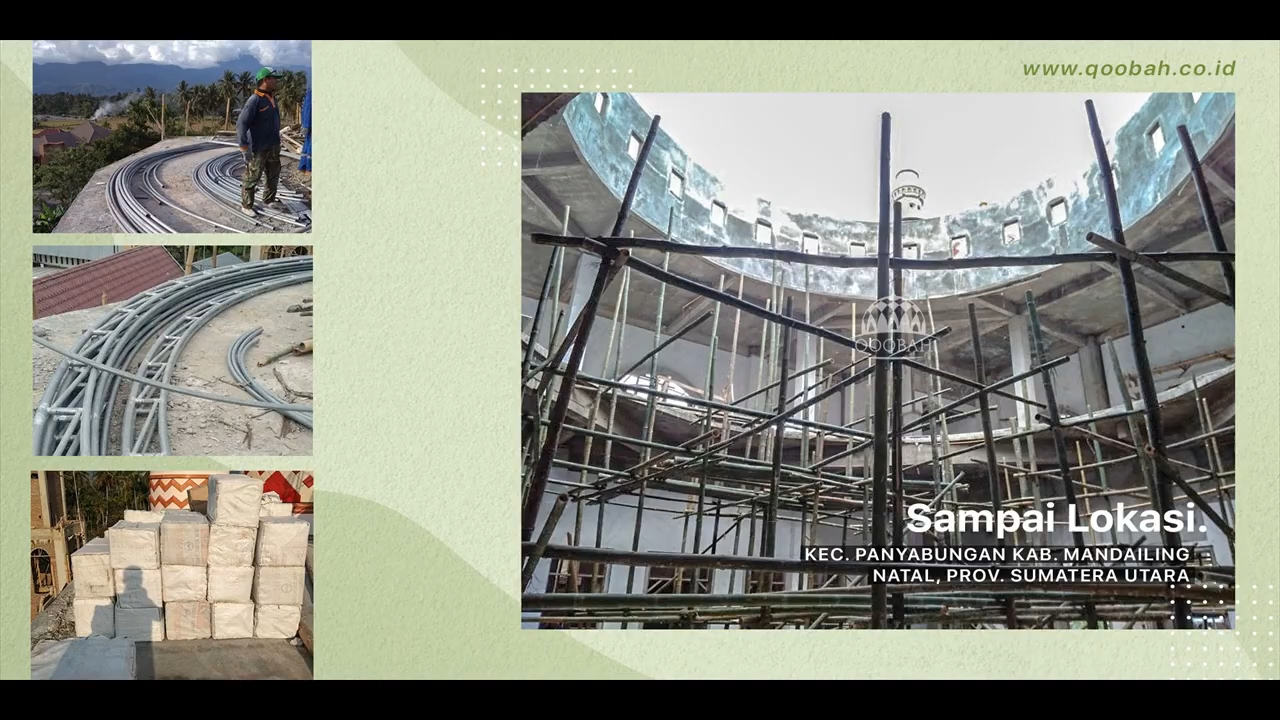 www.qoobah.co.id
QOOBAH
Sampai Lokasi.
KEC. PANYABUNGAN KAB. MANDAILING
NATAL, PROV. SUMATERA UTARA